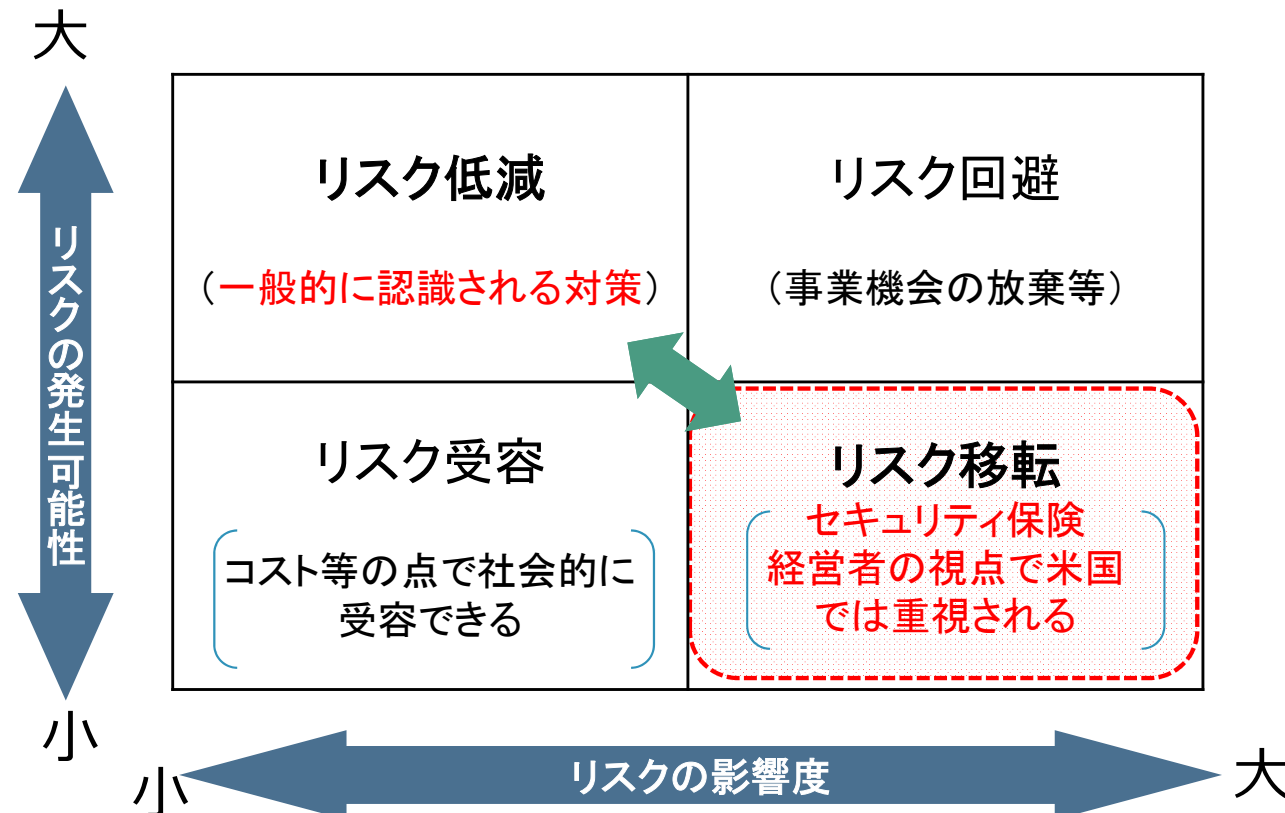 大
リスク低減
リスク回避
（一般的に認識される対策）
（事業機会の放棄等）
リスクの発生可能性
リスク受容
リスク移転
コスト等の点で社会的に
受容できる
セキュリティ保険
経営者の視点で米国
では重視される
小
小
リスクの影響度
大